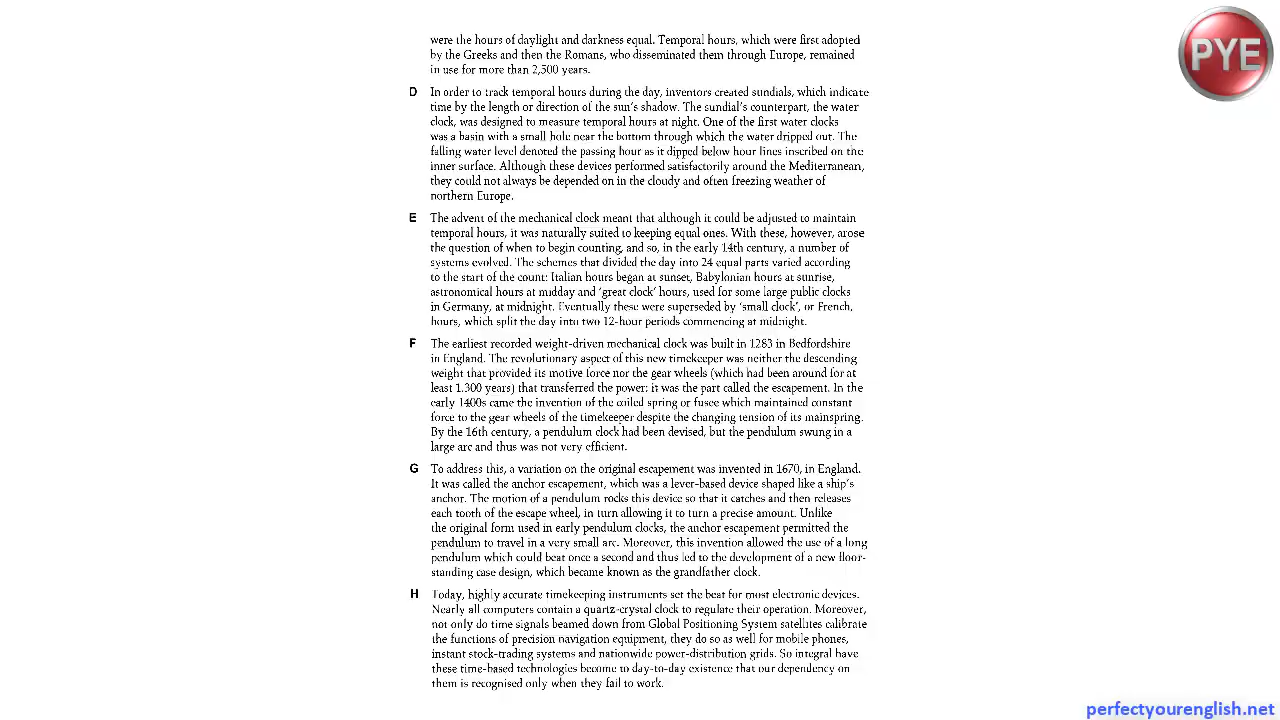 PYE
were the hours of daylight and darkness equal. Temporal hours, which were first adopted
by the Greeks and then the Romans, who disseminated them through Europe, remained
in use for more than 2,500 years.
D In order to track temporal hours during the day, inventors created sundials, which indicate
time by the length or direction of the sun's shadow. The sundial's counterpart, the water
clock, was designed to measure temporal hours at night. One of the first water clocks
was a basin with a small hole near the bottom through which the water dripped out. The
falling water level denoted the passing hour as it dipped below hour lines inscribed on the
inner surface. Although these devices performed satisfactorily around the Mediterranean,
they could not always be depended on in the cloudy and often freezing weather of
northern Europe.
E The advent of the mechanical clock meant that although it could be adjusted to maintain
temporal hours, it was naturally suited to keeping equal ones. With these, however, arose
the question of when to begin counting, and so, in the early 14th century, a number of
systems evolved. The schemes that divided the day into 24 equal parts varied according
to the start of the count: Italian hours began at sunset, Babylonian hours at sunrise,
astronomical hours at midday and 'great clock' hours, used for some large public clocks
in Germany, at midnight. Eventually these were superseded by 'small clock', or French,
hours, which split the day into two 12-hour periods commencing at midnight.
F The earliest recorded weight-driven mechanical clock was built in 1283 in Bedfordshire
in England. The revolutionary aspect of this new timekeeper was neither the descending
weight that provided its motive force nor the gear wheels (which had been around for at
least 1,300 years) that transferred the power; it was the part called the escapement. In the
early 1400s came the invention of the coiled spring or fusee which maintained constant
force to the gear wheels of the timekeeper despite the changing tension of its mainspring.
By the 16th century, a pendulum clock had been devised, but the pendulum swung in a
large arc and thus was not very efficient.
G To address this, a variation on the original escapement was invented in 1670, in England.
It was called the anchor escapement, which was a lever-based device shaped like a ship's
anchor. The motion of a pendulum rocks this device so that it catches and then releases
each tooth of the escape wheel, in turn allowing it to turn a precise amount. Unlike
the original form used in early pendulum clocks, the anchor escapement permitted the
pendulum to travel in a very small arc. Moreover, this invention allowed the use of a long
pendulum which could beat once a second and thus led to the development of a new floor-
standing case design, which became known as the grandfather clock.
H Today, highly accurate timekeeping instruments set the beat for most electronic devices.
Nearly all computers contain a quartz-crystal clock to regulate their operation. Moreover,
not only do time signals beamed down from Global Positioning System satellites calibrate
the functions of precision navigation equipment, they do so as well for mobile phones,
instant stock-trading systems and nationwide power-distribution grids. So integral have
these time-based technologies become to day-to-day existence that our dependency on
them is recognised only when they fail to work.
perfectyourenglish.net